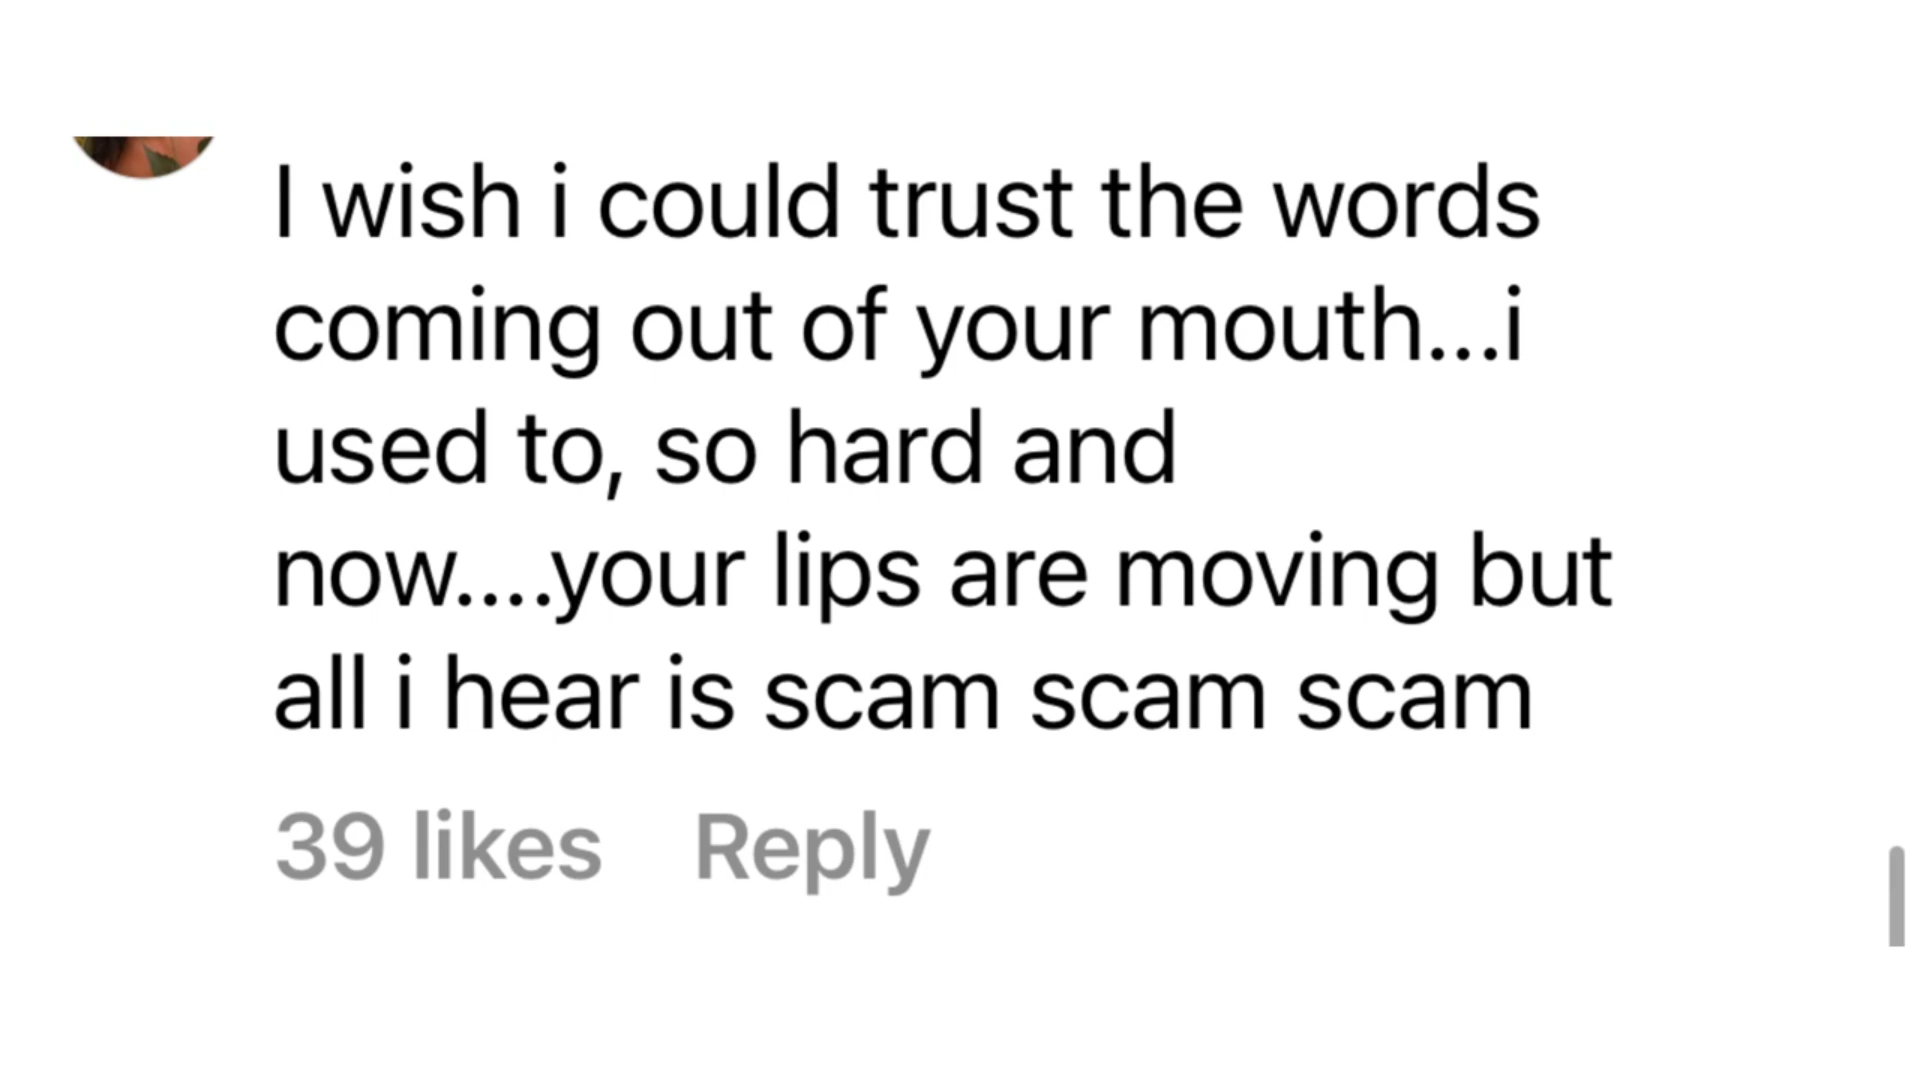 I wish i could trust the words
coming out of your mouth...i
used to, so hard and
now....your lips are moving but
all i hear is scam scam scam
39 likes Reply